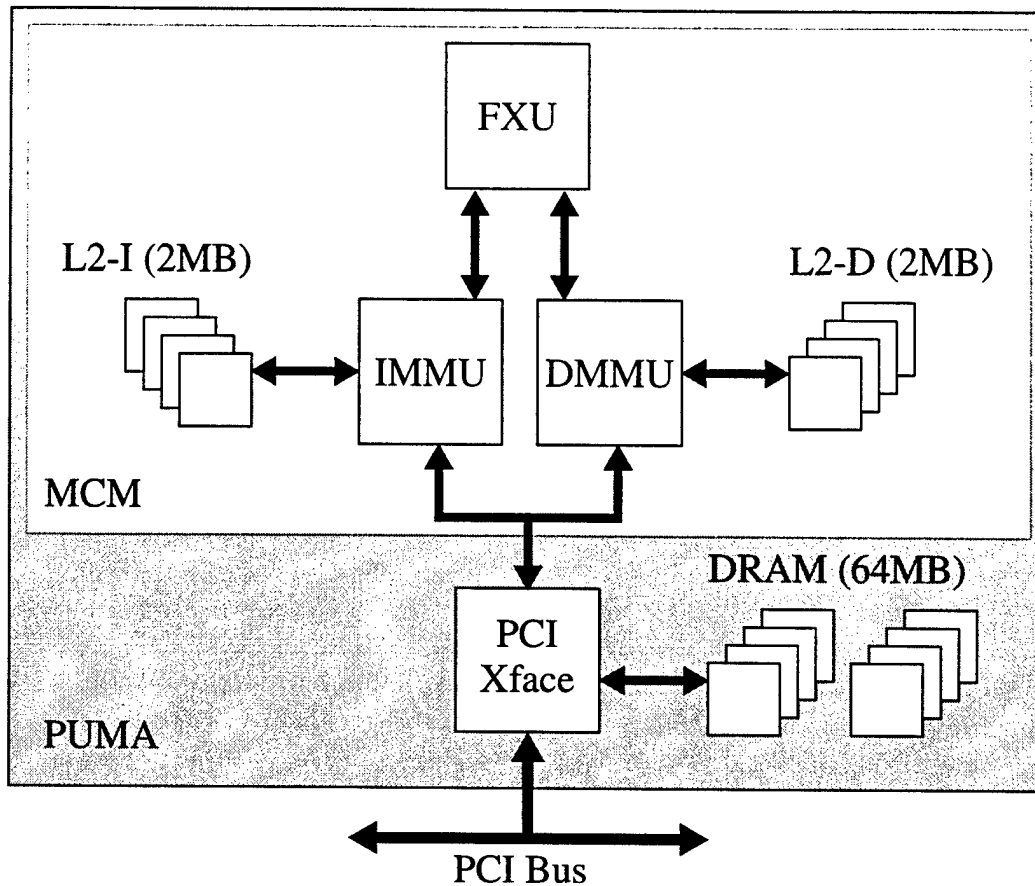 FXU
L2-I (2MB)
L2-D (2MB)
IMMU
DMMU
MCM
DRAM (64MB)
PCI
Xface
PUMA
PCI Bus